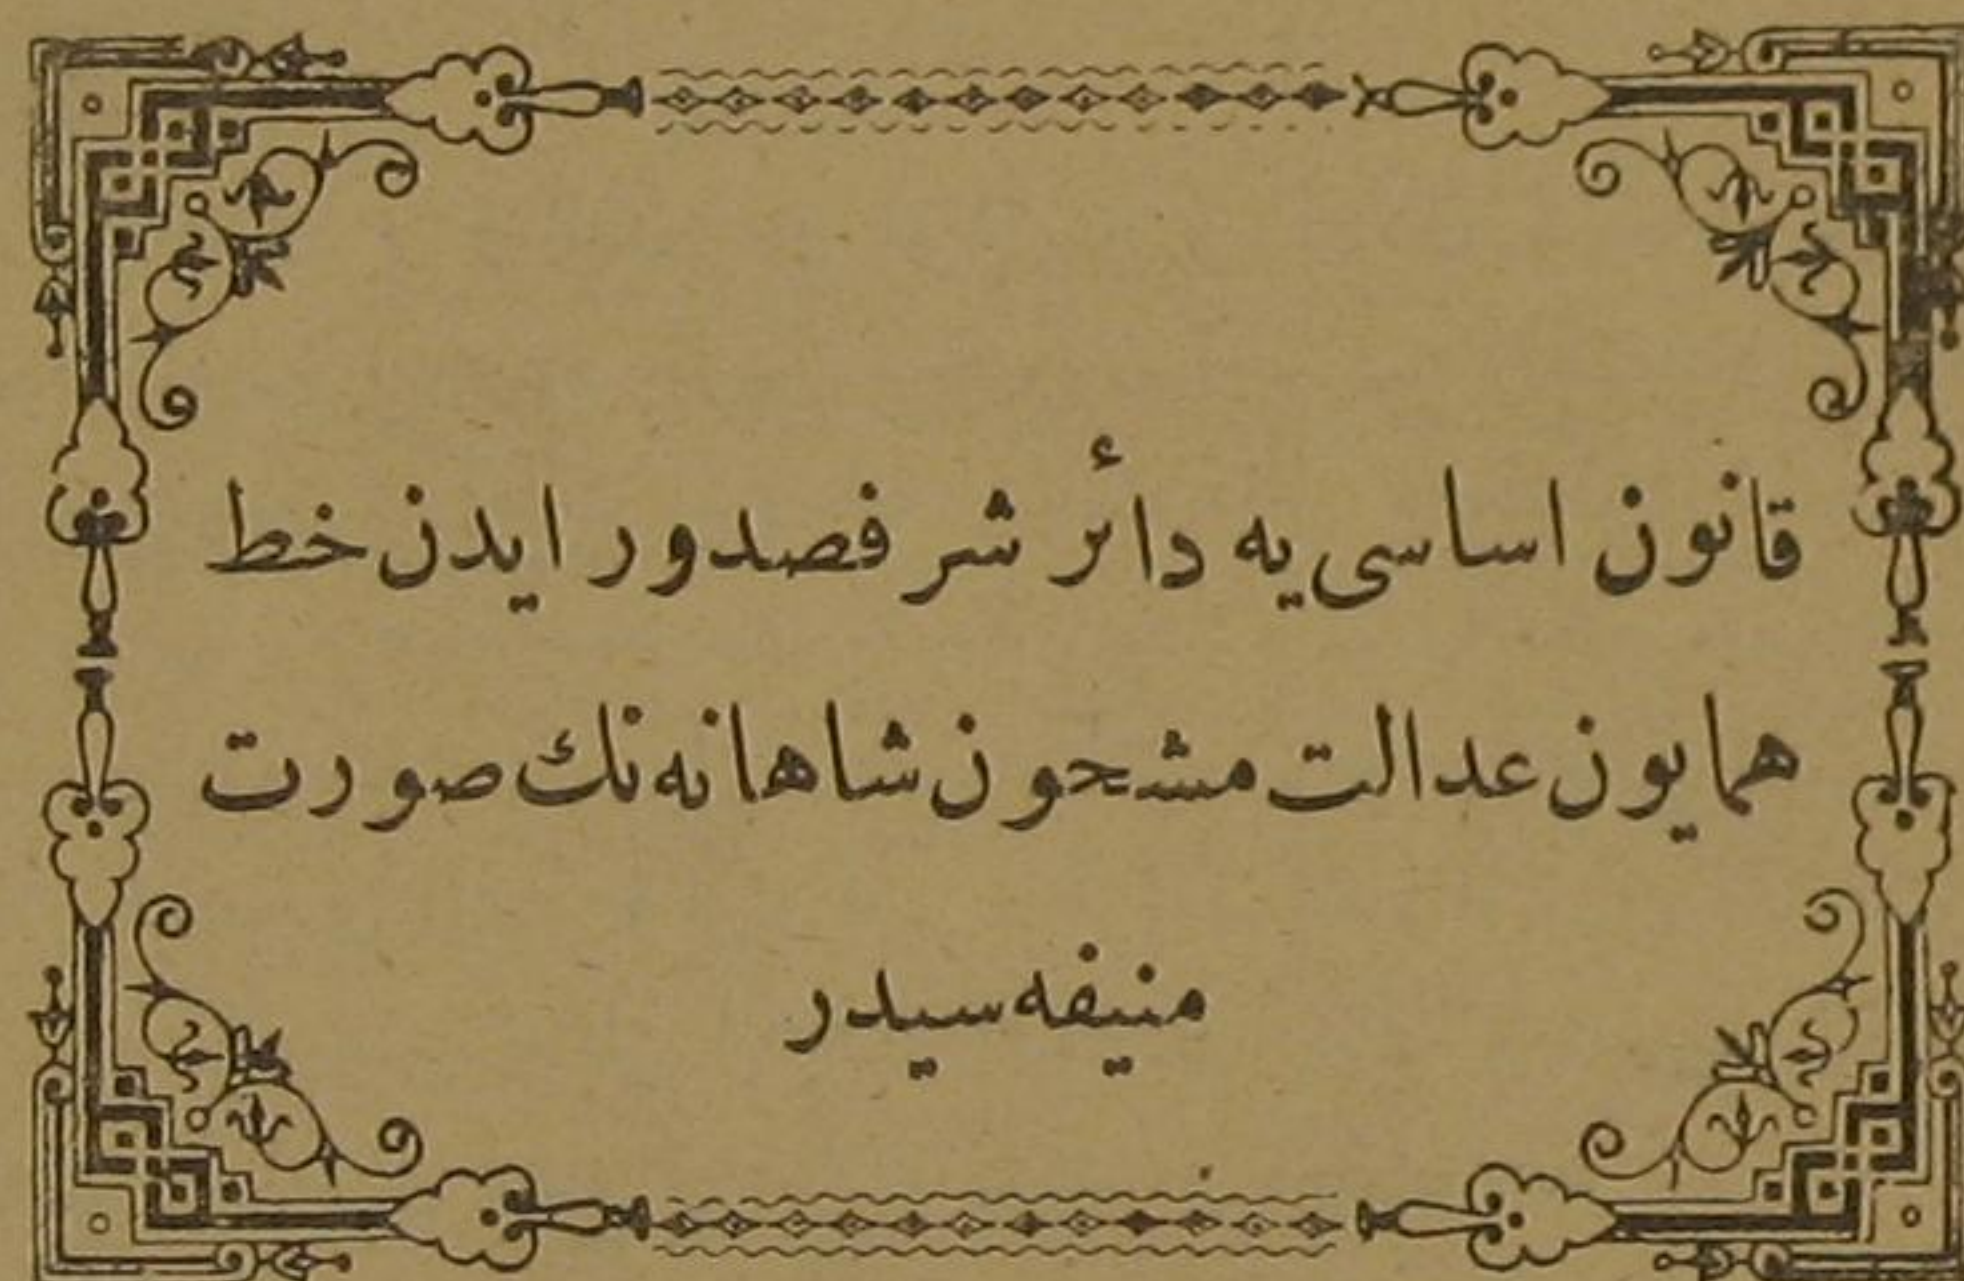 قانون اساسی یه دائر شرفصدور ایدن خط
همایون عدالت مشحون شاهانه نك صورت
منیفه سیدر